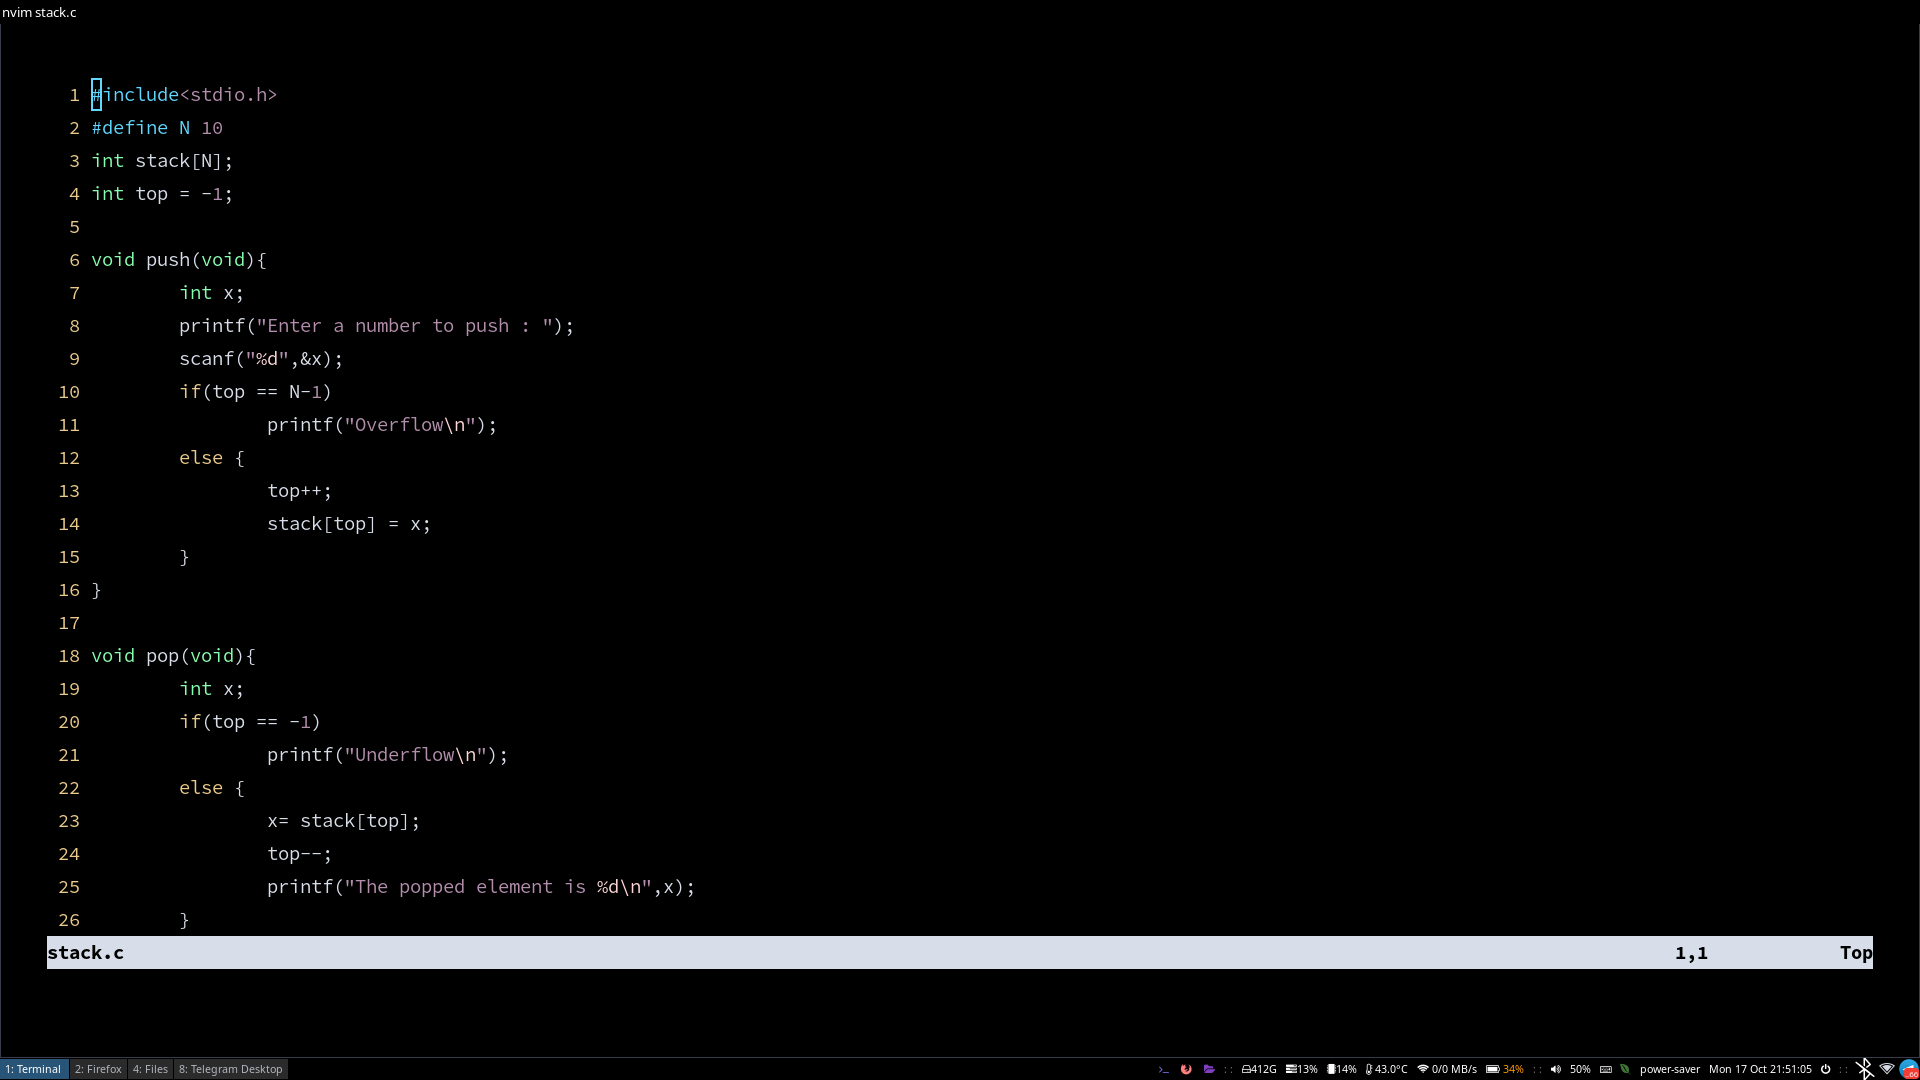 nvim stack.c
1 #include<stdio.h>
2 #define N 10
3 int stack[N];
4 int top = -1;
5
6 void push(void){
7         int x;
8         printf("Enter a number to push : ");
9         scanf("%d",&x);
10         if(top == N-1)
11                 printf("Overflow\n");
12         else {
13                 top++;
14                 stack[top] = x;
15         }
16 }
17
18 void pop(void){
19         int x;
20         if(top == -1)
21                 printf("Underflow\n");
22         else {
23                 x= stack[top];
24                 top--;
25                 printf("The popped element is %d\n",x);
26         }
stack.c 1,1 Top
1: Terminal 2: Firefox 4: Files 8: Telegram Desktop :: 412G 13% 14% 43.0°C 0/0 MB/s 34% :: 50% power-saver Mon 17 Oct 21:51:05 ::